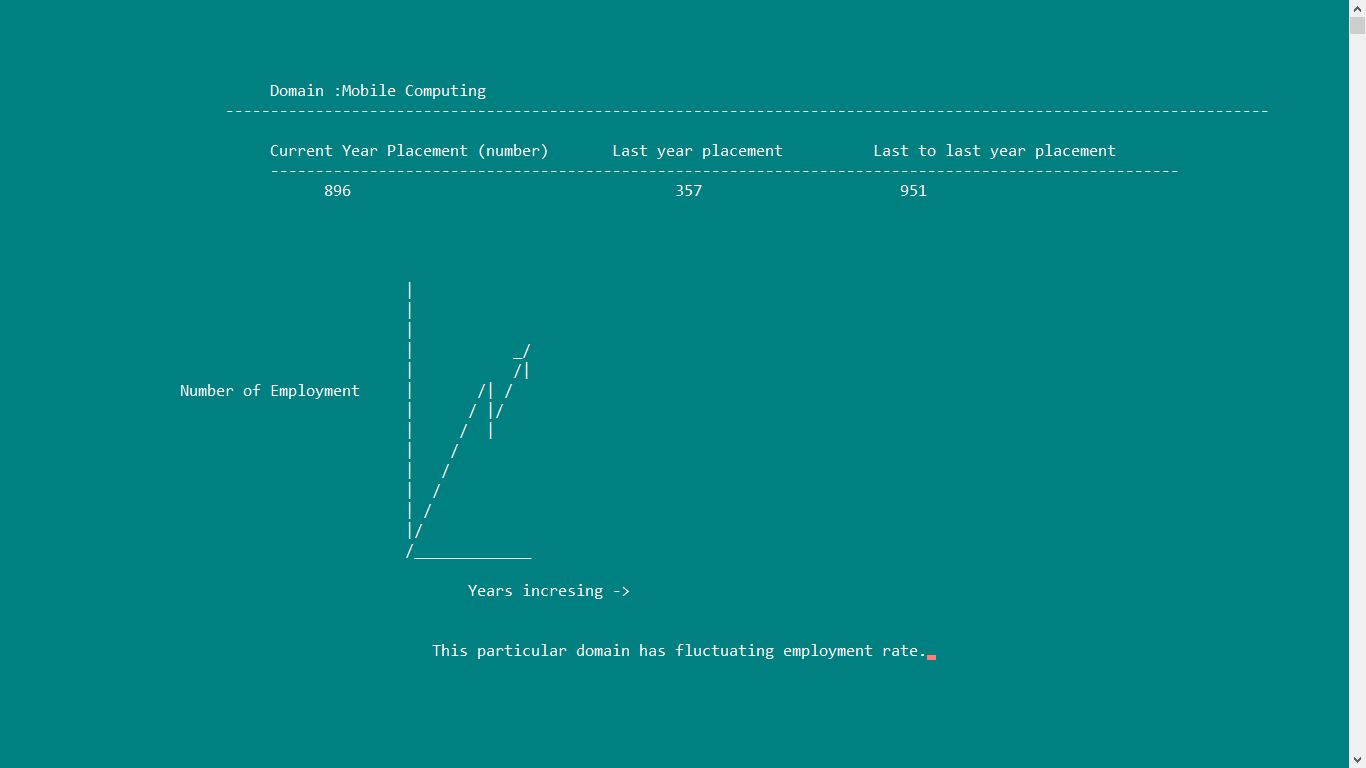 Domain :Mobile Computing
Current Year Placement (number) Last year placement Last to last year placement
896 357 951
Number of Employment
Years incresing ->
This particular domain has fluctuating employment rate.